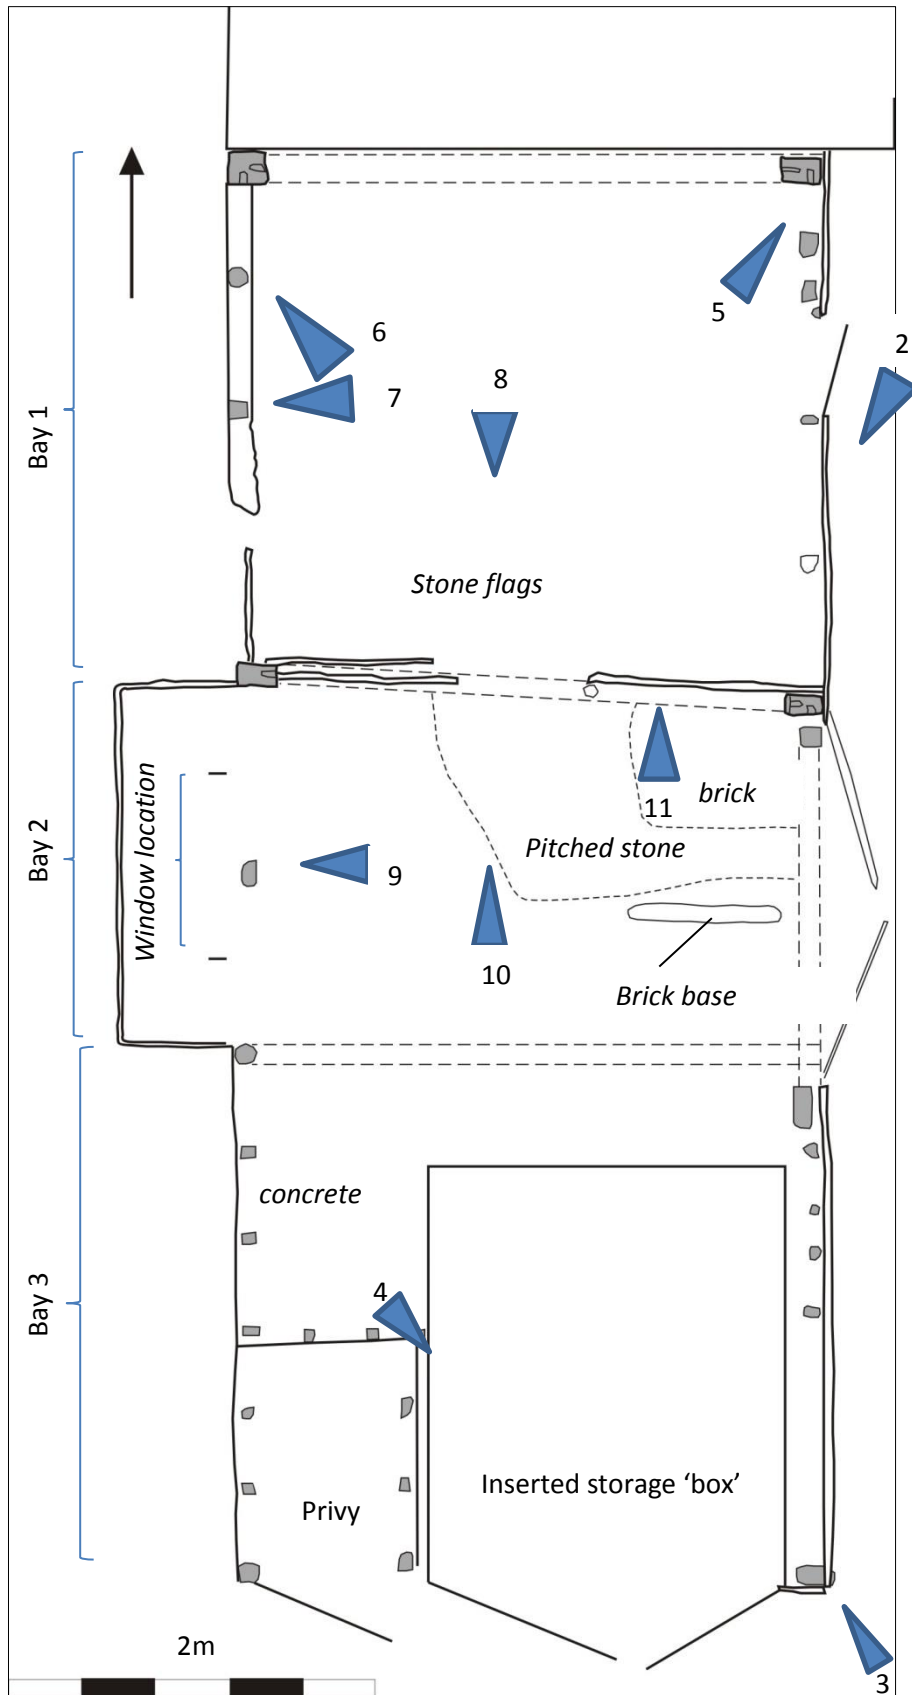 5
2
6
8
7
Bay 1
Stone flags
Window location
brick
11
Bay 2
Pitched stone
9
10
Brick base
concrete
4
Bay 3
Inserted storage ‘box’
Privy
2m
3